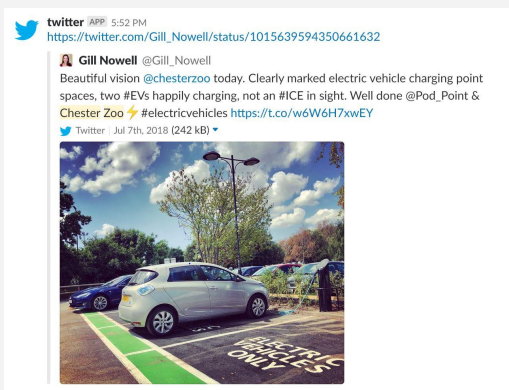 twitter APP 5:52 PM
https://twitter.com/Gill_Nowell/status/1015639594350661632
Gill Nowell @Gill_Nowell
Beautiful vision @chesterzoo today. Clearly marked electric vehicle charging point
spaces, two #EVs happily charging, not an #ICE in sight. Well done @Pod_Point &
Chester Zoo ⚡ #electricvehicles https://t.co/w6W6H7xwEY
Twitter | Jul 7th, 2018 (242 kB)
ELECTRIC
VEHICLES
ONLY